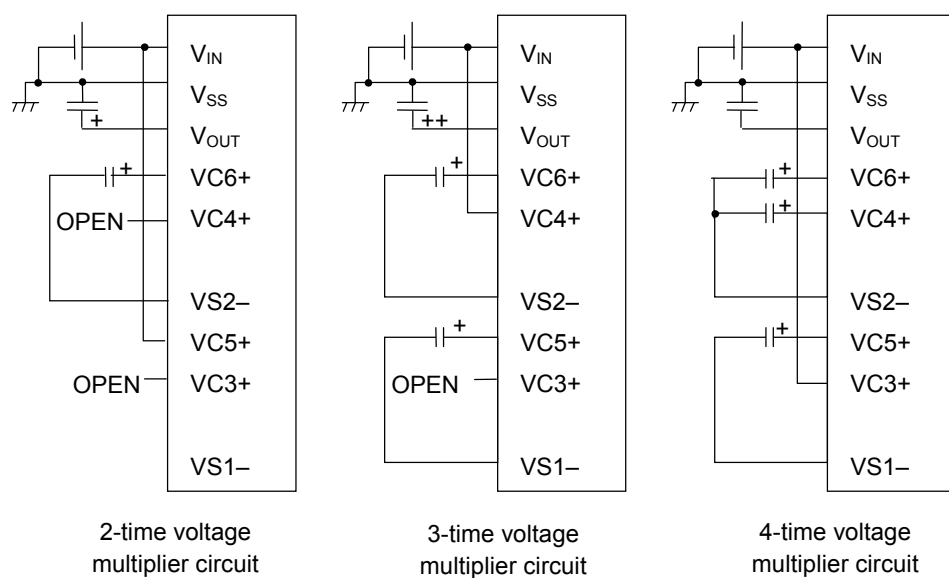 VIN
VSS
+
VOUT
+
VC6+
OPEN
VC4+
VS2–
VC5+
OPEN
VC3+
VS1–
2-time voltage
multiplier circuit
VIN
VSS
++
VOUT
+
VC6+
VC4+
VS2–
+
VC5+
OPEN
VC3+
VS1–
3-time voltage
multiplier circuit
VIN
VSS
VOUT
+
VC6+
+
VC4+
VS2–
+
VC5+
VC3+
VS1–
4-time voltage
multiplier circuit